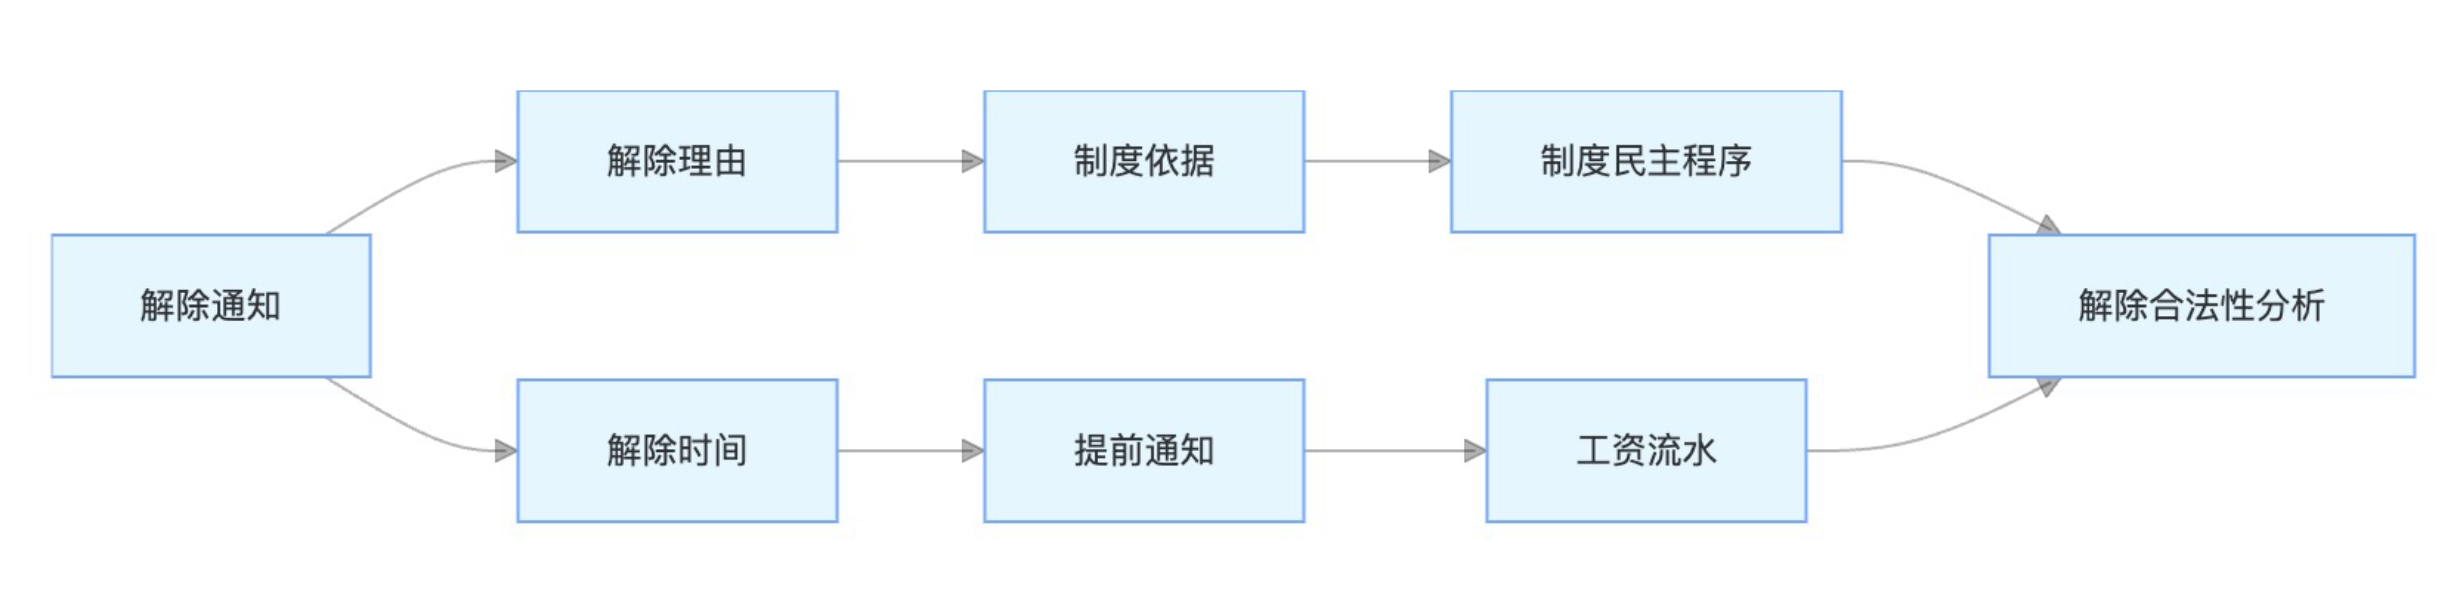 解除理由
制度依据
制度民主程序
解除通知
解除合法性分析
解除时间
提前通知
工资流水